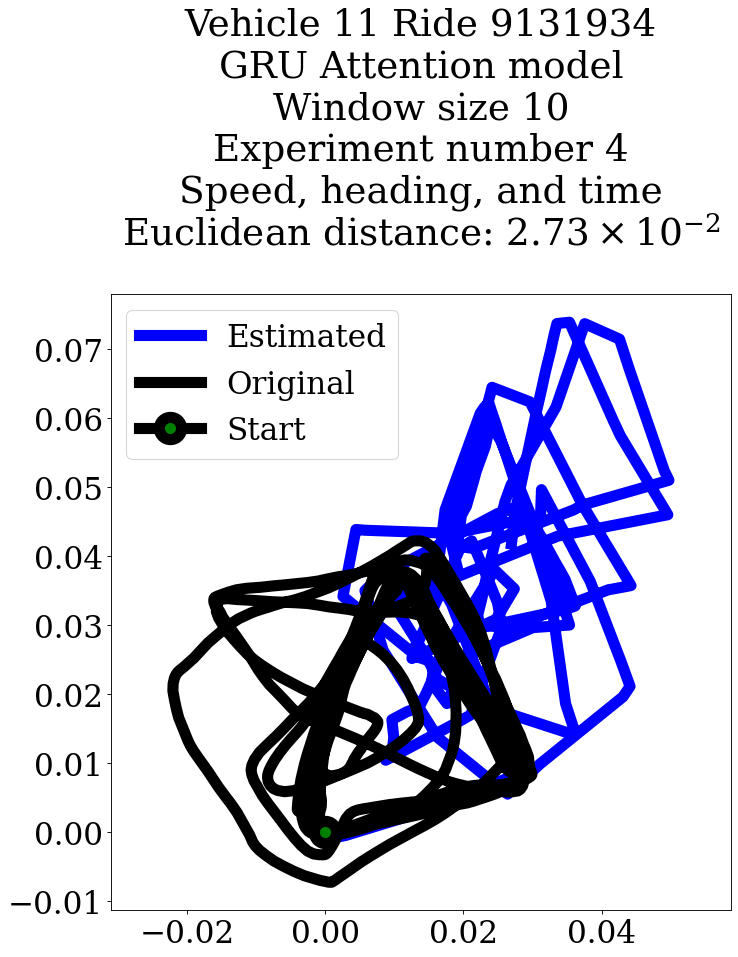 Vehicle 11 Ride 9131934
GRU Attention model
Window size 10
Experiment number 4
Speed, heading, and time
Euclidean distance: 2.73 × 10⁻²
Estimated
Original
Start
0.07
0.06
0.05
0.04
0.03
0.02
0.01
0.00
−0.01
−0.02 0.00 0.02 0.04